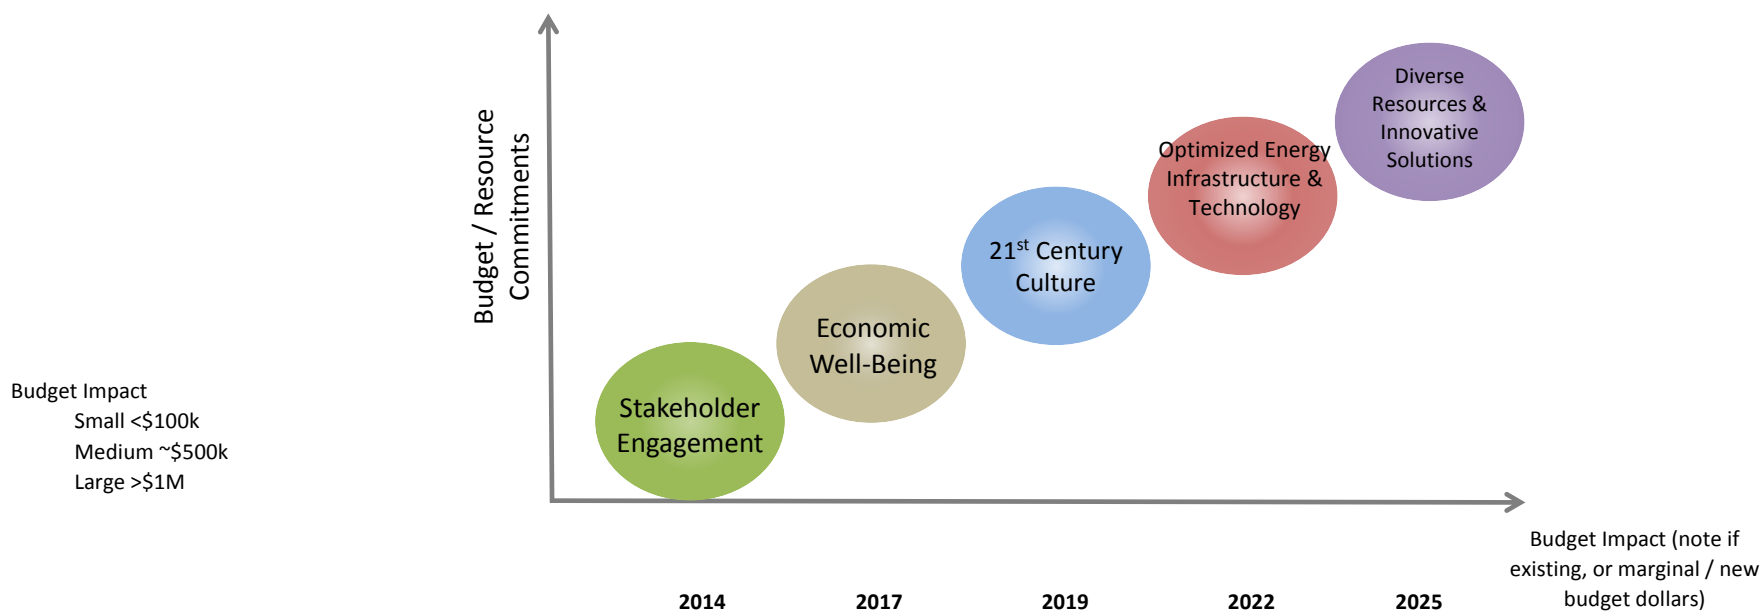 Budget / Resource
Commitments
Diverse
Resources &
Innovative
Solutions
Optimized Energy
Infrastructure &
Technology
21st Century
Culture
Economic
Well-Being
Stakeholder
Engagement
Budget Impact
Small <$100k
Medium ~$500k
Large >$1M
Budget Impact (note if
existing, or marginal / new
budget dollars)
2014 2017 2019 2022 2025